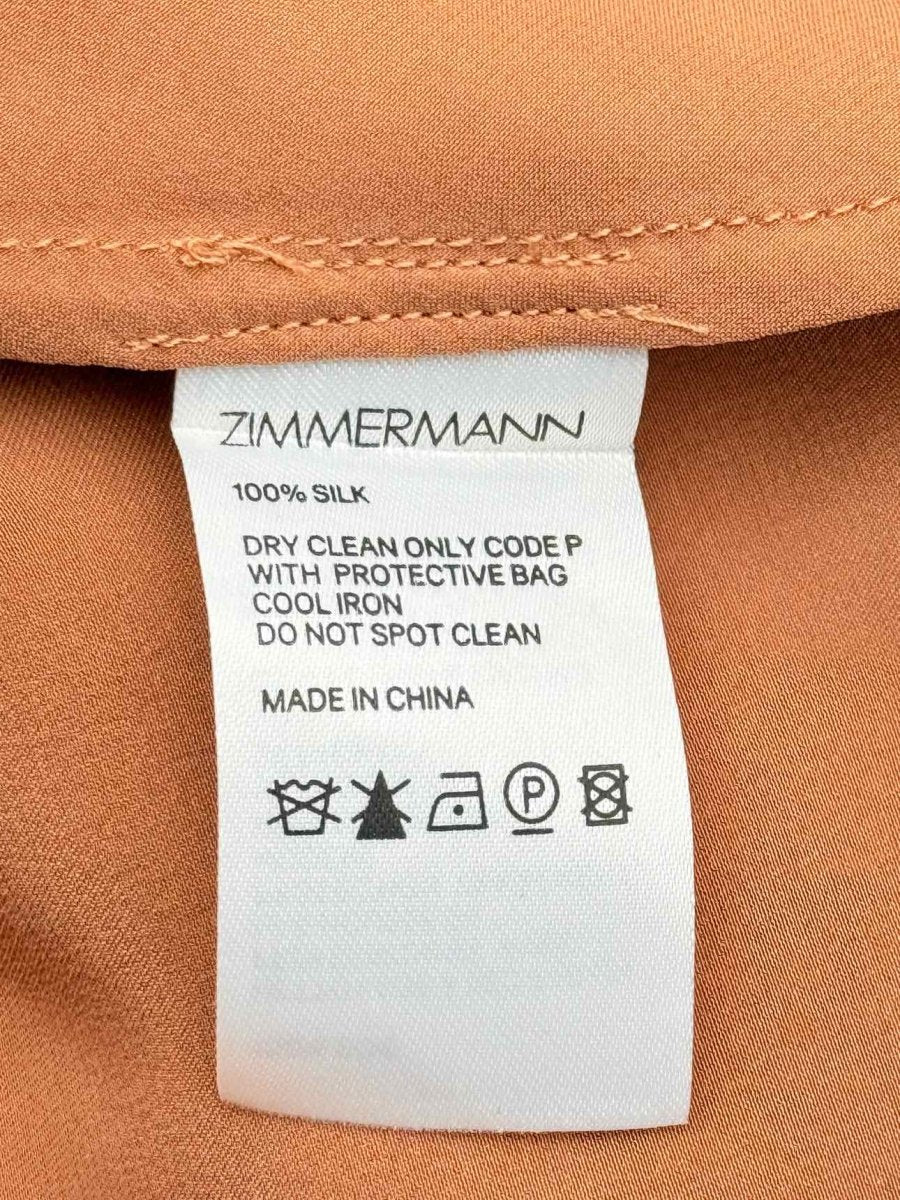 ZIMMERMANN
100% SILK
DRY CLEAN ONLY CODE P
WITH PROTECTIVE BAG
COOL IRON
DO NOT SPOT CLEAN
MADE IN CHINA
P